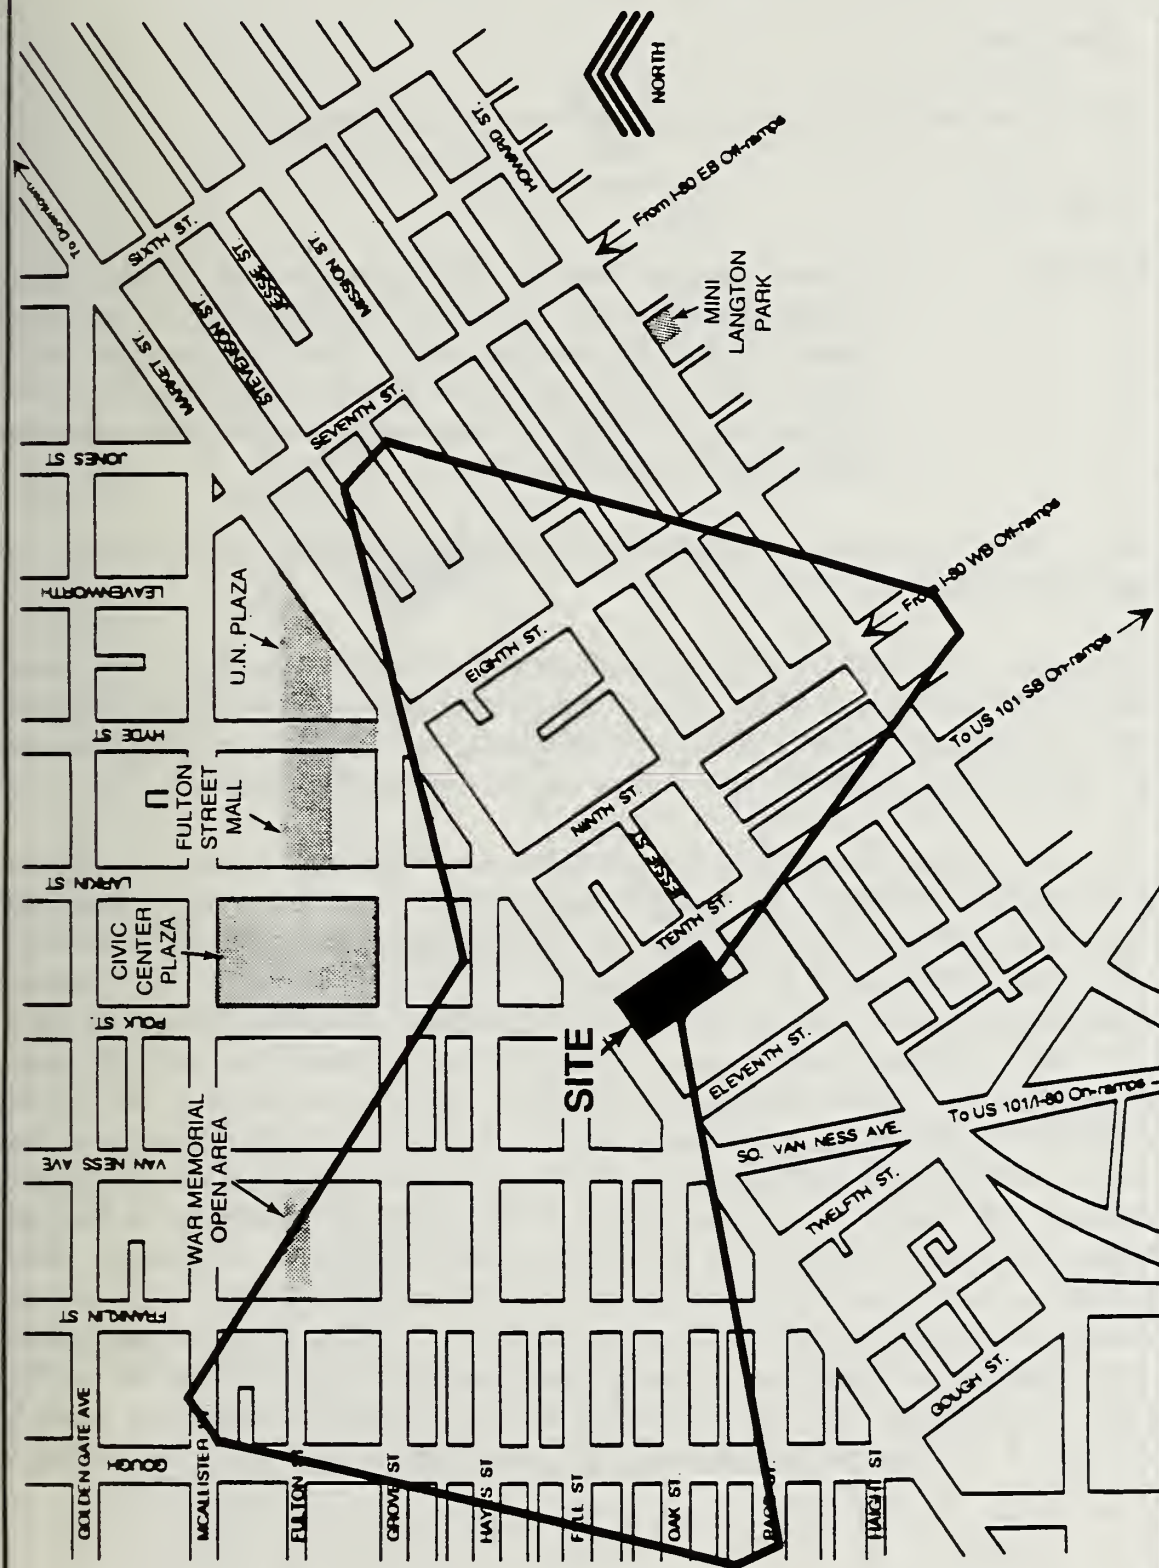 NORTH
To Downtown
HOWARD ST.
From I-80 EB Off-ramps
SIXTH ST.
JESSIE ST
MISSION ST.
STEVENSON ST
MARKET ST.
MINI
LANGTON
PARK
SEVENTH ST.
JONES ST
LEAVENWORTH
U.N. PLAZA
HYDE ST
EIGHTH ST.
From I-80 WB Off-ramps
To US 101 SB On-ramps
FULTON
STREET
MALL
NINTH ST.
JESSIE ST
LARKIN ST
TENTH ST.
CIVIC
CENTER
PLAZA
POLK ST.
SITE
ELEVENTH ST.
To US 101/I-80 On-ramps
VAN NESS AVE
SO. VAN NESS AVE.
WAR MEMORIAL
OPEN AREA
TWELFTH ST.
FRANKLIN ST
GOUGH ST.
GOUGH
GOLDEN GATE AVE
MCALLISTER
FULTON ST
GROVE ST
HAYES ST
FELL ST
OAK ST.
PAGE ST.
HAIGHT ST